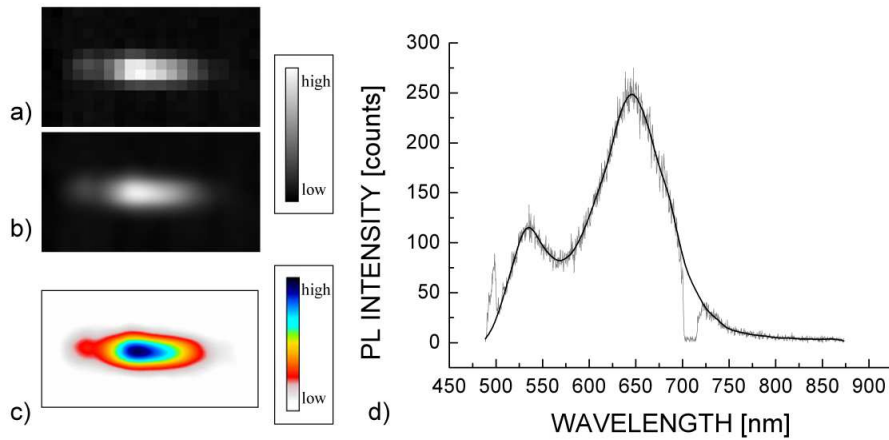 a)
high
low
b)
high
low
c)
300
250
200
150
100
50
0
PL INTENSITY [counts]
450 500 550 600 650 700 750 800 850 900
d)
WAVELENGTH [nm]